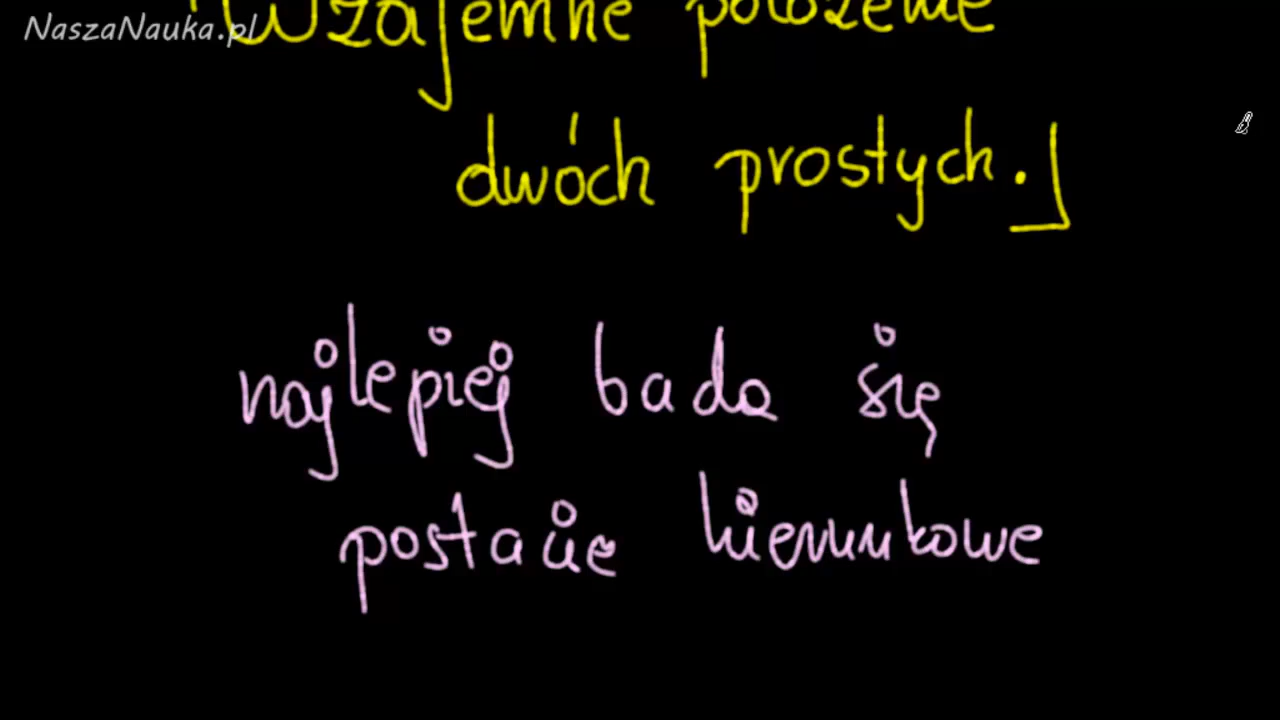 NaszaNauka.pl
Wzajemne położenie
dwóch prostych.
najlepiej bada się
postacie kierunkowe